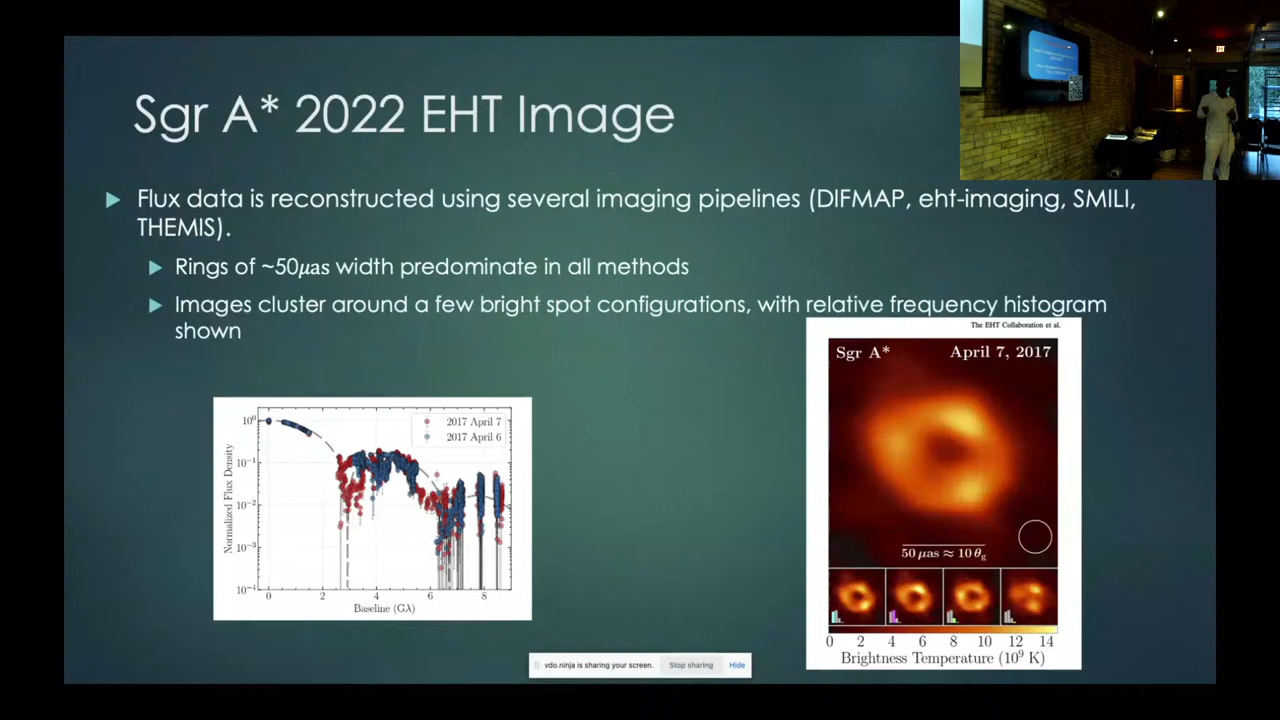 Sgr A* 2022 EHT Image
Flux data is reconstructed using several imaging pipelines (DIFMAP, eht-imaging, SMILI,
THEMIS).
Rings of ~50μas width predominate in all methods
Images cluster around a few bright spot configurations, with relative frequency histogram
shown
The EHT Collaboration et al.
Sgr A* April 7, 2017
50 μas ≈ 10 θg
0 2 4 6 8 10 12 14
Brightness Temperature (10⁹ K)
2017 April 7
2017 April 6
Normalized Flux Density
10⁰
10⁻¹
10⁻²
10⁻³
10⁻⁴
0 2 4 6 8
Baseline (Gλ)
vdo.ninja is sharing your screen. Stop sharing Hide